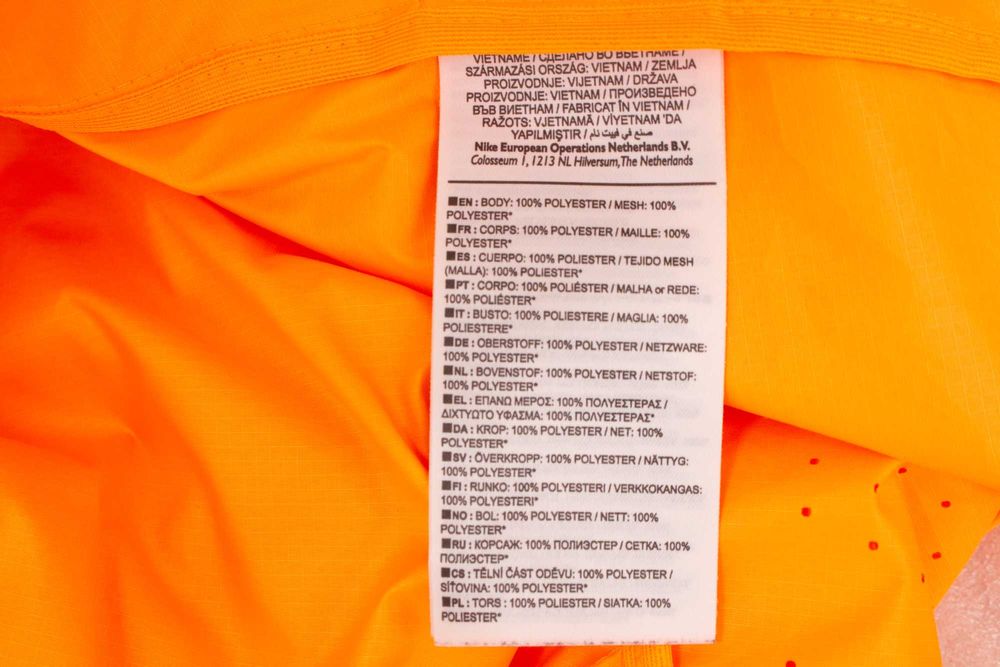 VIETNAME / СДЕЛАНО ВО ВЬЕТНАМЕ /
SZÁRMAZÁSI ORSZÁG: VIETNAM / ZEMLJA
PROIZVODNJE: VIJETNAM / DRŽAVA
PROIZVODNJE: VIETNAM / ПРОИЗВЕДЕНО
ВЪВ ВИЕТНАМ / FABRICAT ÎN VIETNAM /
RAŽOTS: VJETNAMĀ / VİYETNAM 'DA
YAPILMIŞTIR / صنع في فييت نام
Nike European Operations Netherlands B.V.
Colosseum 1, 1213 NL Hilversum,The Netherlands
■EN : BODY: 100% POLYESTER / MESH: 100%
POLYESTER*
■FR : CORPS: 100% POLYESTER / MAILLE: 100%
POLYESTER*
■ES : CUERPO: 100% POLIESTER / TEJIDO MESH
(MALLA): 100% POLIESTER*
■PT : CORPO: 100% POLIÉSTER / MALHA or REDE:
100% POLIÉSTER*
■IT : BUSTO: 100% POLIESTERE / MAGLIA: 100%
POLIESTERE*
■DE : OBERSTOFF: 100% POLYESTER / NETZWARE:
100% POLYESTER*
■NL : BOVENSTOF: 100% POLYESTER / NETSTOF:
100% POLYESTER*
■EL : ΕΠΑΝΩ ΜΕΡΟΣ: 100% ΠΟΛΥΕΣΤΕΡΑΣ /
ΔΙΧΤΥΩΤΟ ΥΦΑΣΜΑ: 100% ΠΟΛΥΕΣΤΕΡΑΣ*
■DA : KROP: 100% POLYESTER / NET: 100%
POLYESTER*
■SV : ÖVERKROPP: 100% POLYESTER / NÄTTYG:
100% POLYESTER*
■FI : RUNKO: 100% POLYESTERI / VERKKOKANGAS:
100% POLYESTERI*
■NO : BOL: 100% POLYESTER / NETT: 100%
POLYESTER*
■RU : КОРСАЖ: 100% ПОЛИЭСТЕР / СЕТКА: 100%
ПОЛИЭСТЕР*
■CS : TĚLNÍ ČÁST ODĚVU: 100% POLYESTER /
SÍŤOVINA: 100% POLYESTER*
■PL : TORS : 100% POLIESTER / SIATKA: 100%
POLIESTER*